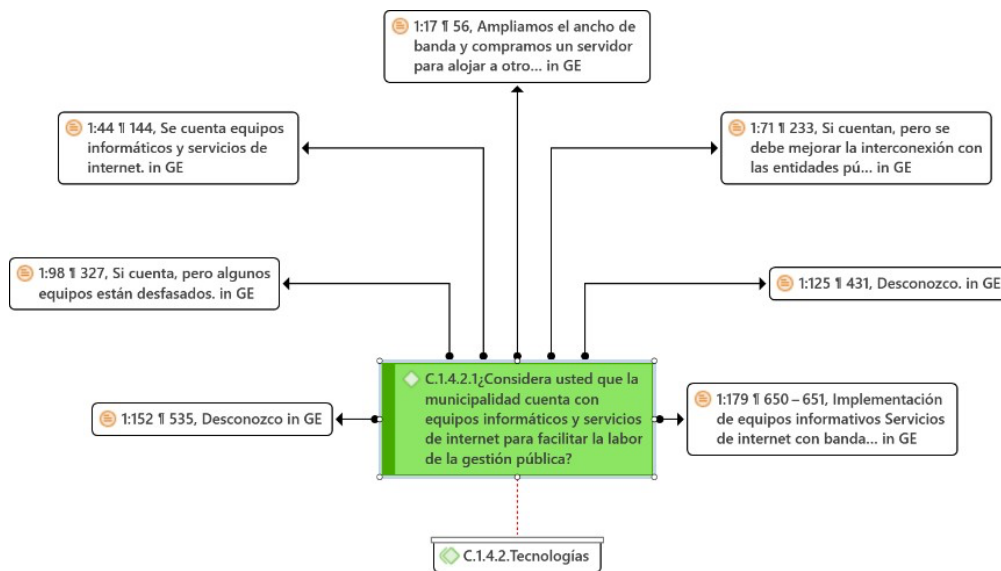 1:17 ¶ 56, Ampliamos el ancho de
banda y compramos un servidor
para alojar a otro... in GE
1:44 ¶ 144, Se cuenta equipos
informáticos y servicios de
internet. in GE
1:71 ¶ 233, Si cuentan, pero se
debe mejorar la interconexión con
las entidades pú... in GE
1:98 ¶ 327, Si cuenta, pero algunos
equipos están desfasados. in GE
1:125 ¶ 431, Desconozco. in GE
C.1.4.2.1¿Considera usted que la
municipalidad cuenta con
equipos informáticos y servicios
de internet para facilitar la labor
de la gestión pública?
1:152 ¶ 535, Desconozco in GE
1:179 ¶ 650 – 651, Implementación
de equipos informativos Servicios
de internet con banda... in GE
C.1.4.2.Tecnologías